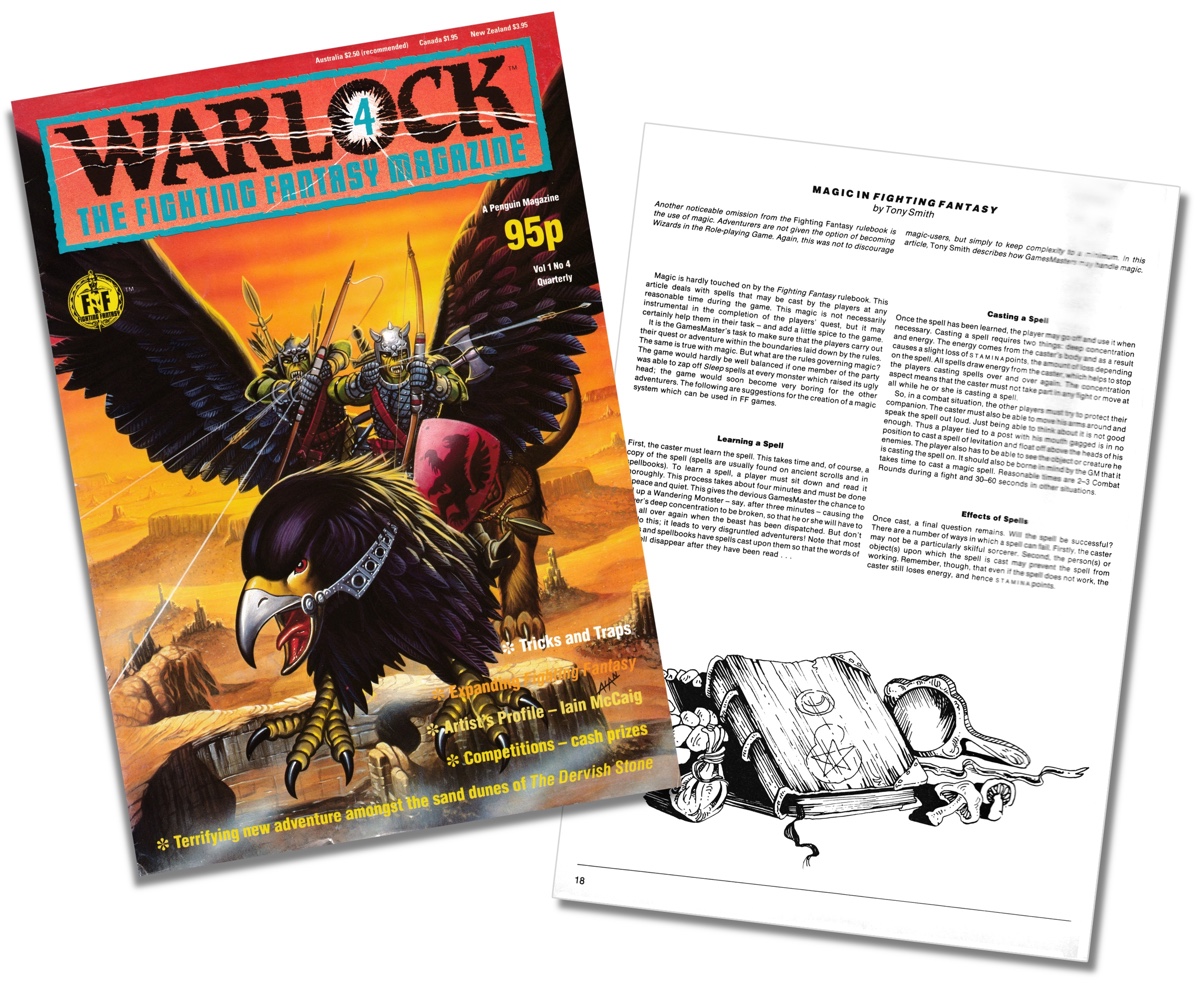 Australia $2.50 (recommended) Canada $1.95 New Zealand $3.95
WARLOCK
4
TM
THE FIGHTING FANTASY MAGAZINE
A Penguin Magazine
95p
Vol 1 No 4
Quarterly
FNF
FIGHTING FANTASY
TM
* Tricks and Traps
* Expanding Fighting Fantasy
ALAN
* Artist's Profile – Iain McCaig
* Competitions – cash prizes
* Terrifying new adventure amongst the sand dunes of The Dervish Stone
MAGIC IN FIGHTING FANTASY
by Tony Smith
Another noticeable omission from the Fighting Fantasy rulebook is
the use of magic. Adventurers are not given the option of becoming
Wizards in the Role-playing Game. Again, this was not to discourage
magic-users, but simply to keep complexity to a minimum. In this
article, Tony Smith describes how GamesMasters may handle magic.
Magic is hardly touched on by the Fighting Fantasy rulebook. This
article deals with spells that may be cast by the players at any
reasonable time during the game. This magic is not necessarily
instrumental in the completion of the players' quest, but it may
certainly help them in their task – and add a little spice to the game.
It is the GamesMaster's task to make sure that the players carry out
their quest or adventure within the boundaries laid down by the rules.
The same is true with magic. But what are the rules governing magic?
The game would hardly be well balanced if one member of the party
was able to zap off Sleep spells at every monster which raised its ugly
head; the game would soon become very boring for the other
adventurers. The following are suggestions for the creation of a magic
system which can be used in FF games.
Learning a Spell
First, the caster must learn the spell. This takes time and, of course, a
copy of the spell (spells are usually found on ancient scrolls and in
spellbooks). To learn a spell, a player must sit down and read it
oroughly. This process takes about four minutes and must be done
peace and quiet. This gives the devious GamesMaster the chance to
up a Wandering Monster – say, after three minutes – causing the
er's deep concentration to be broken, so that he or she will have to
all over again when the beast has been dispatched. But don't
do this; it leads to very disgruntled adventurers! Note that most
s and spellbooks have spells cast upon them so that the words of
ell disappear after they have been read . . .
Casting a Spell
Once the spell has been learned, the player may go off and use it when
necessary. Casting a spell requires two things: deep concentration
and energy. The energy comes from the caster's body and as a result
causes a slight loss of STAMINA points, the amount of loss depending
on the spell. All spells draw energy from the caster, which helps to stop
the players casting spells over and over again. The concentration
aspect means that the caster must not take part in any fight or move at
all while he or she is casting a spell.
So, in a combat situation, the other players must try to protect their
companion. The caster must also be able to move his arms around and
speak the spell out loud. Just being able to think about it is not good
enough. Thus a player tied to a post with his mouth gagged is in no
position to cast a spell of levitation and float off above the heads of his
enemies. The player also has to be able to see the object or creature he
is casting the spell on. It should also be borne in mind by the GM that it
takes time to cast a magic spell. Reasonable times are 2–3 Combat
Rounds during a fight and 30–60 seconds in other situations.
Effects of Spells
Once cast, a final question remains. Will the spell be successful?
There are a number of ways in which a spell can fail. Firstly, the caster
may not be a particularly skilful sorcerer. Second, the person(s) or
object(s) upon which the spell is cast may prevent the spell from
working. Remember, though, that even if the spell does not work, the
caster still loses energy, and hence STAMINA points.
18